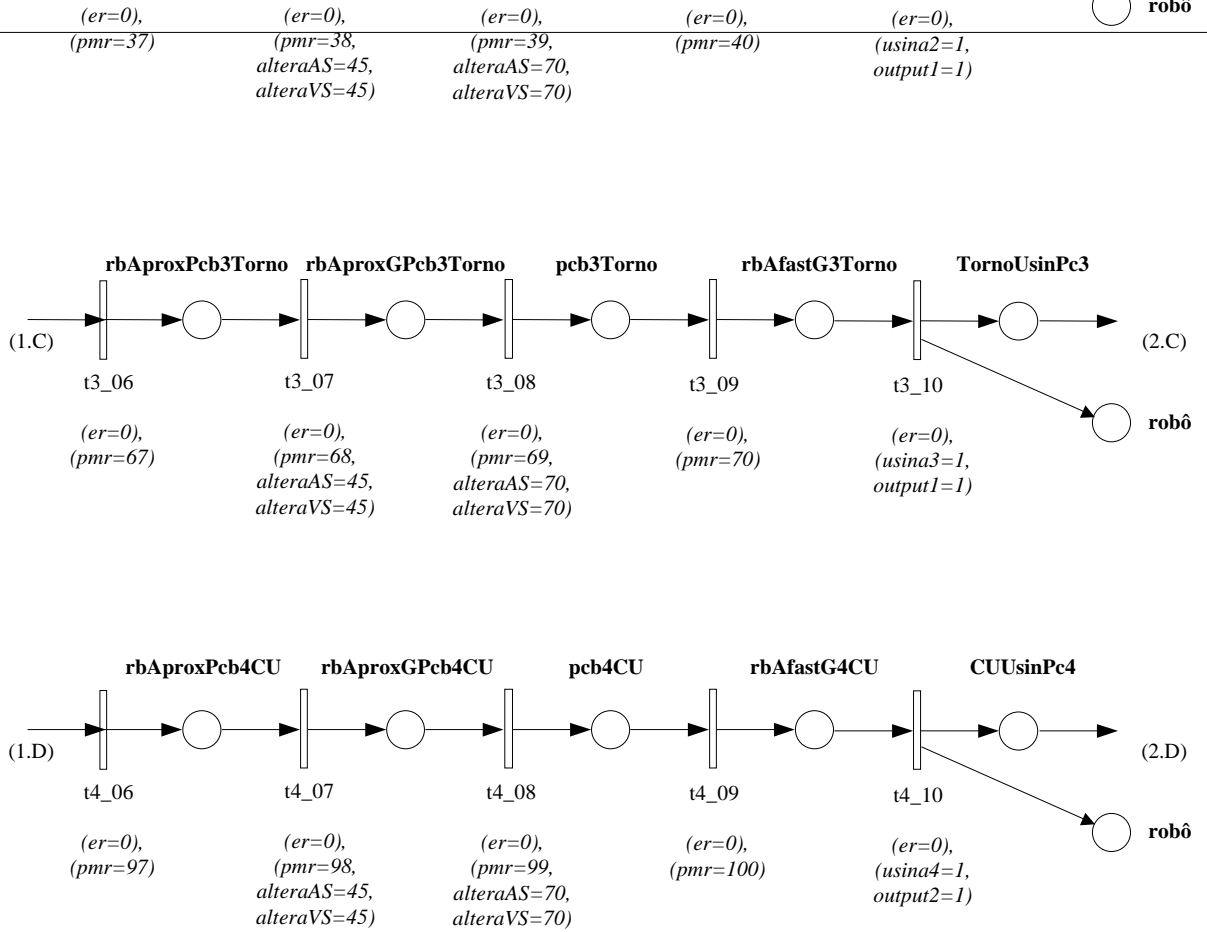 (er=0), (er=0), (er=0), (er=0), (er=0), robô
(pmr=37) (pmr=38, (pmr=39, (pmr=40) (usina2=1,
alteraAS=45, alteraAS=70, output1=1)
alteraVS=45) alteraVS=70)
rbAproxPcb3Torno rbAproxGPcb3Torno pcb3Torno rbAfastG3Torno TornoUsinPc3
(1.C) (2.C)
t3_06 t3_07 t3_08 t3_09 t3_10
robô
(er=0), (er=0), (er=0), (er=0), (er=0),
(pmr=67) (pmr=68, (pmr=69, (pmr=70) (usina3=1,
alteraAS=45, alteraAS=70, output1=1)
alteraVS=45) alteraVS=70)
rbAproxPcb4CU rbAproxGPcb4CU pcb4CU rbAfastG4CU CUUsinPc4
(1.D) (2.D)
t4_06 t4_07 t4_08 t4_09 t4_10
robô
(er=0), (er=0), (er=0), (er=0), (er=0),
(pmr=97) (pmr=98, (pmr=99, (pmr=100) (usina4=1,
alteraAS=45, alteraAS=70, output2=1)
alteraVS=45) alteraVS=70)